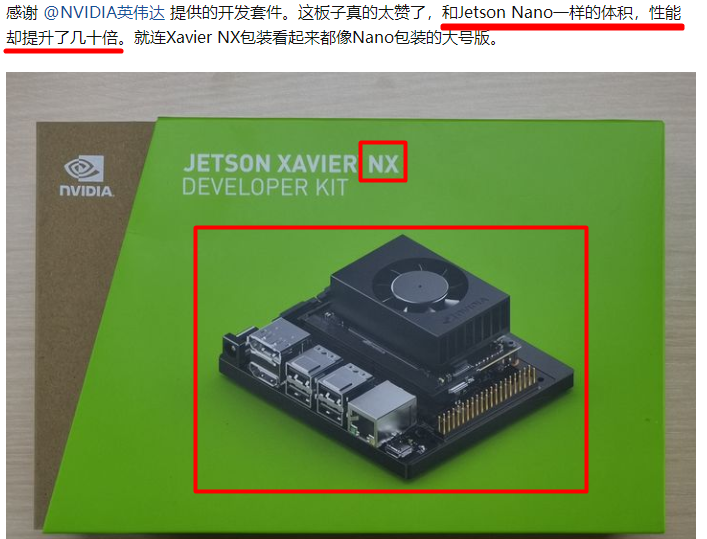 感谢 @NVIDIA英伟达 提供的开发套件。这板子真的太赞了，和Jetson Nano一样的体积，性能
却提升了几十倍。就连Xavier NX包装看起来都像Nano包装的大号版。
JETSON XAVIER NX
DEVELOPER KIT
NVIDIA
NVIDIA